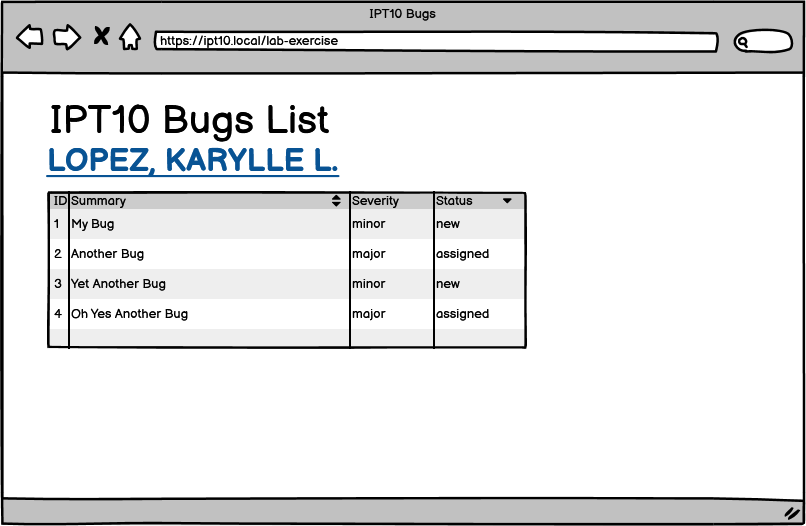 IPT10 Bugs
https://ipt10.local/lab-exercise
IPT10 Bugs List
LOPEZ, KARYLLE L.
ID Summary Severity Status
1 My Bug minor new
2 Another Bug major assigned
3 Yet Another Bug minor new
4 Oh Yes Another Bug major assigned